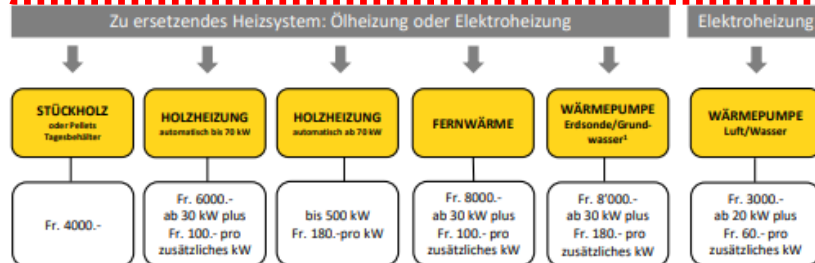 Zu ersetzendes Heizsystem: Ölheizung oder Elektroheizung
Elektroheizung
STÜCKHOLZ
oder Pellets
Tagesbehälter
HOLZHEIZUNG
automatisch bis 70 kW
HOLZHEIZUNG
automatisch ab 70 kW
FERNWÄRME
WÄRMEPUMPE
Erdsonde/Grund-
wasser¹
WÄRMEPUMPE
Luft/Wasser
Fr. 4000.-
Fr. 6000.-
ab 30 kW plus
Fr. 100.- pro
zusätzliches kW
bis 500 kW
Fr. 180.-pro kW
Fr. 8000.-
ab 30 kW plus
Fr. 100.- pro
zusätzliches kW
Fr. 8'000.-
ab 30 kW plus
Fr. 180.- pro
zusätzliches kW
Fr. 3000.-
ab 20 kW plus
Fr. 60.- pro
zusätzliches kW